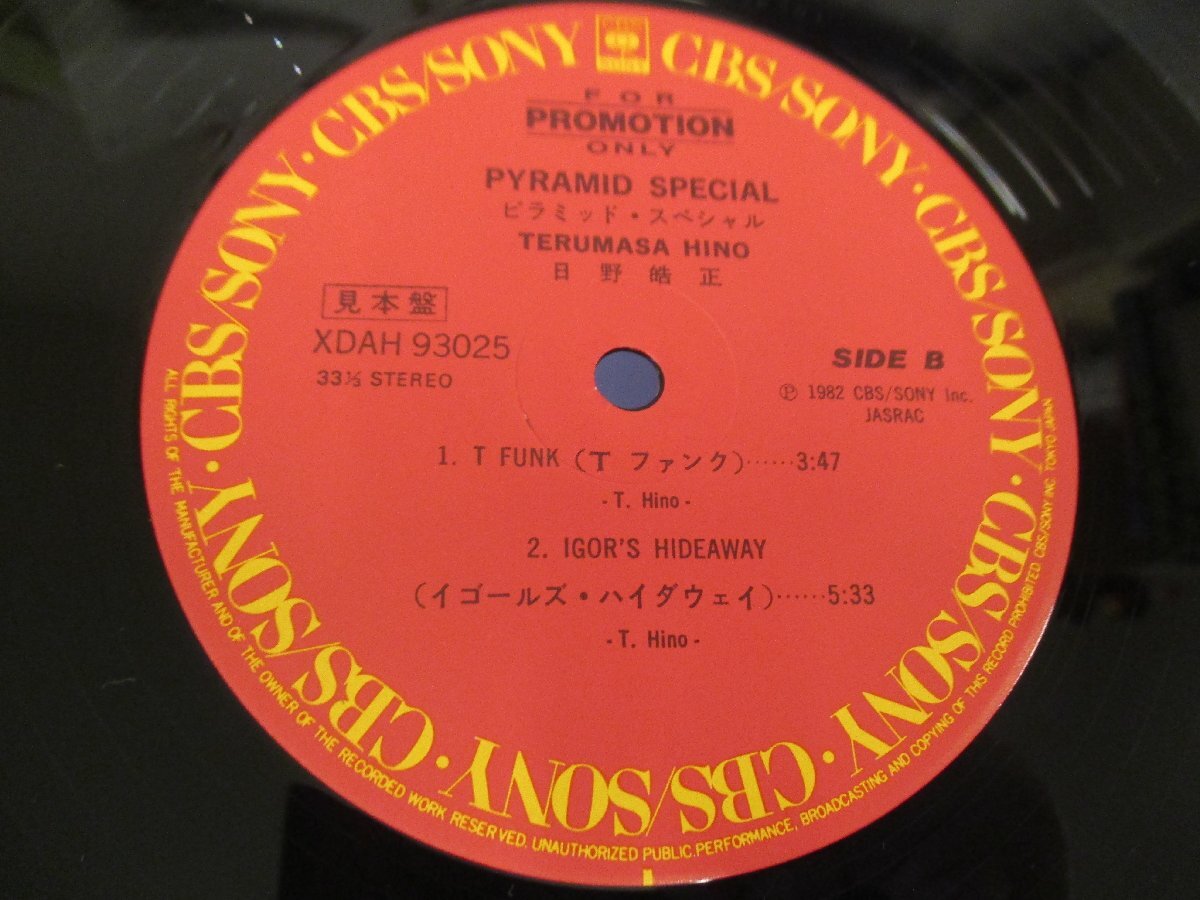 CBS/SONY · CBS/SONY · CBS/SONY · CBS/SONY · CBS/SONY · CBS/SONY · CBS/SONY · CBS/SONY · CBS/SONY
FOR
PROMOTION
ONLY
PYRAMID SPECIAL
ピラミッド・スペシャル
TERUMASA HINO
日野皓正
見本盤
XDAH 93025
33⅓ STEREO
SIDE B
Ⓟ 1982 CBS/SONY Inc.
JASRAC
1. T FUNK (T ファンク)……3:47
- T. Hino -
2. IGOR'S HIDEAWAY
(イゴールズ・ハイダウェイ)……5:33
- T. Hino -
ALL RIGHTS OF THE MANUFACTURER AND OF THE OWNER OF THE RECORDED WORK RESERVED. UNAUTHORIZED PUBLIC PERFORMANCE, BROADCASTING AND COPYING OF THIS RECORD PROHIBITED. CBS/SONY INC. TOKYO JAPAN